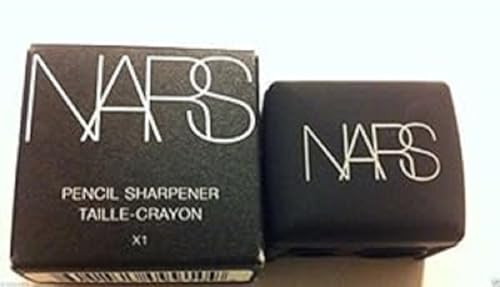 NARS
PENCIL SHARPENER
TAILLE-CRAYON
X1
NARS